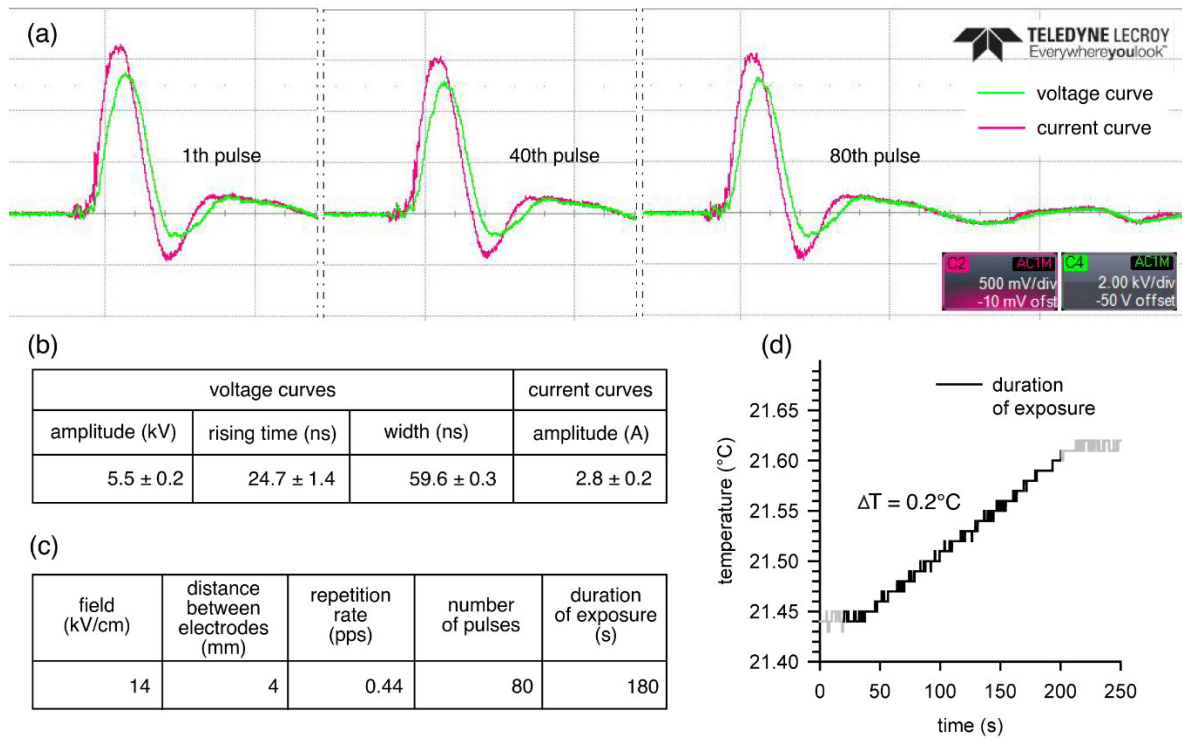 (a)
TELEDYNE LECROY
Everywhereyoulook™
voltage curve
current curve
1th pulse
40th pulse
80th pulse
C2 AC1M
500 mV/div
-10 mV ofst
C4 AC1M
2.00 kV/div
-50 V offset
(b)
voltage curves
current curves
amplitude (kV)
rising time (ns)
width (ns)
amplitude (A)
5.5 ± 0.2
24.7 ± 1.4
59.6 ± 0.3
2.8 ± 0.2
(c)
field
(kV/cm)
distance
between
electrodes
(mm)
repetition
rate
(pps)
number
of pulses
duration
of exposure
(s)
14
4
0.44
80
180
(d)
duration
of exposure
ΔT = 0.2°C
temperature (°C)
21.65
21.60
21.55
21.50
21.45
21.40
0
50
100
150
200
250
time (s)